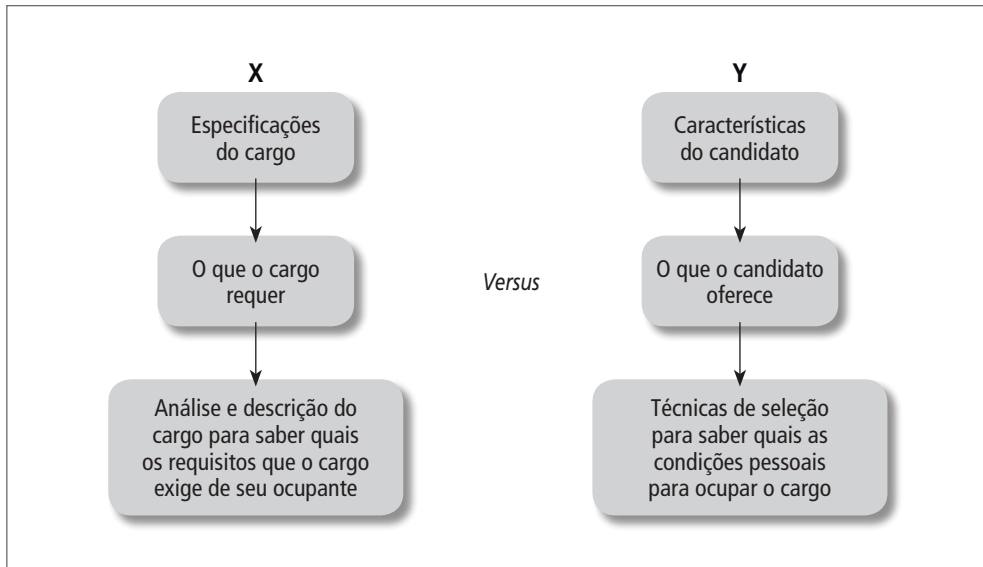 X
Especificações
do cargo
O que o cargo
requer
Análise e descrição do
cargo para saber quais
os requisitos que o cargo
exige de seu ocupante
Versus
Y
Características
do candidato
O que o candidato
oferece
Técnicas de seleção
para saber quais as
condições pessoais
para ocupar o cargo